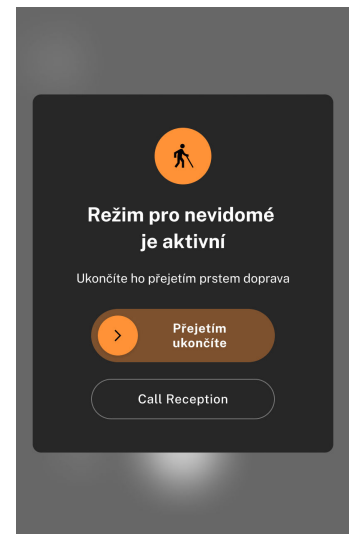 Režim pro nevidomé
je aktivní
Ukončíte ho přejetím prstem doprava
Přejetím
ukončíte
Call Reception